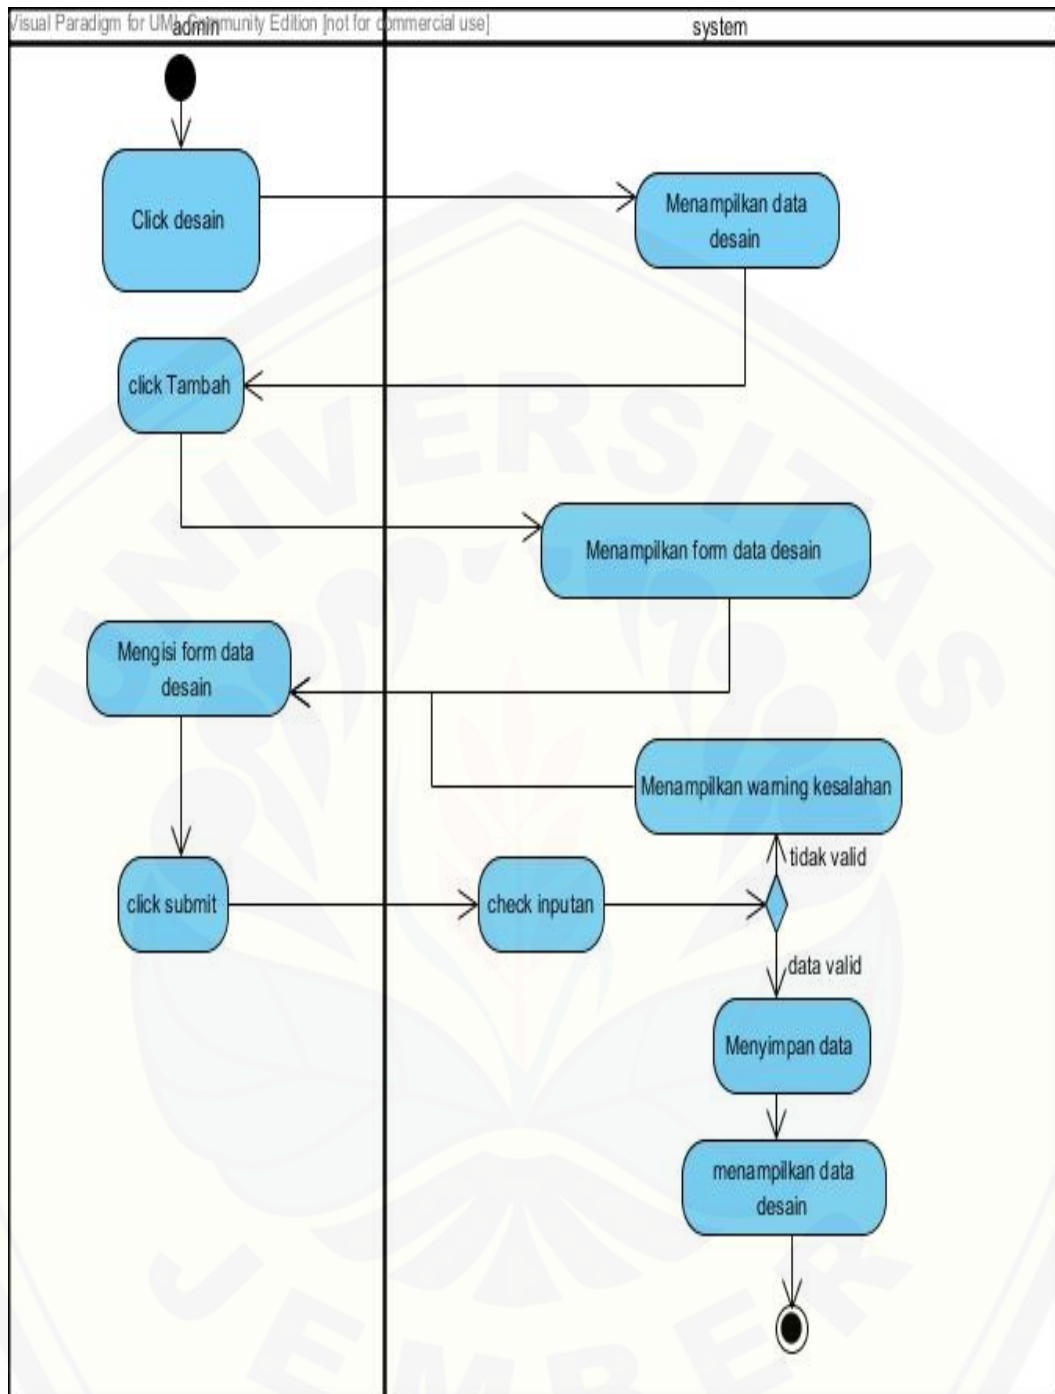 Visual Paradigm for UML Community Edition [not for commercial use]
admin
system
Click desain
Menampilkan data
desain
click Tambah
Menampilkan form data desain
Mengisi form data
desain
Menampilkan warning kesalahan
tidak valid
click submit
check inputan
data valid
Menyimpan data
menampilkan data
desain
UNIVERSITAS
JEMBER